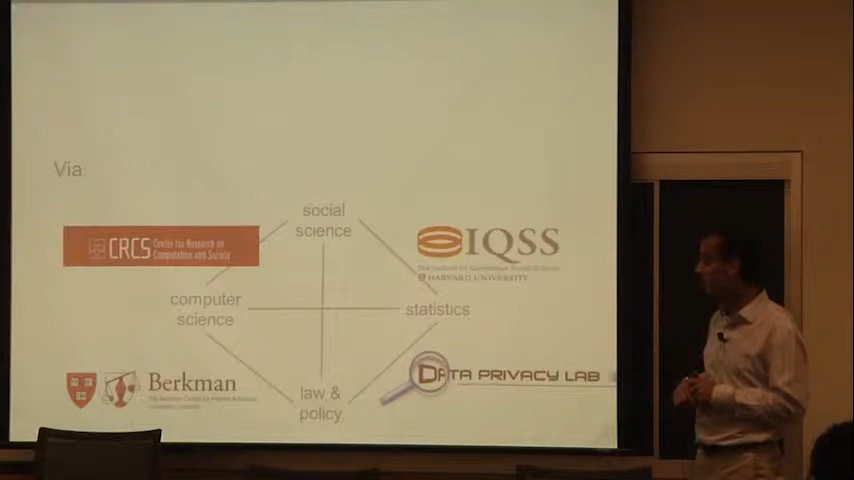 Via:
social
science
CRCS Center for Research on
Computation and Society
IQSS
HARVARD UNIVERSITY
computer
science
statistics
Berkman
DATA PRIVACY LAB
law &
policy